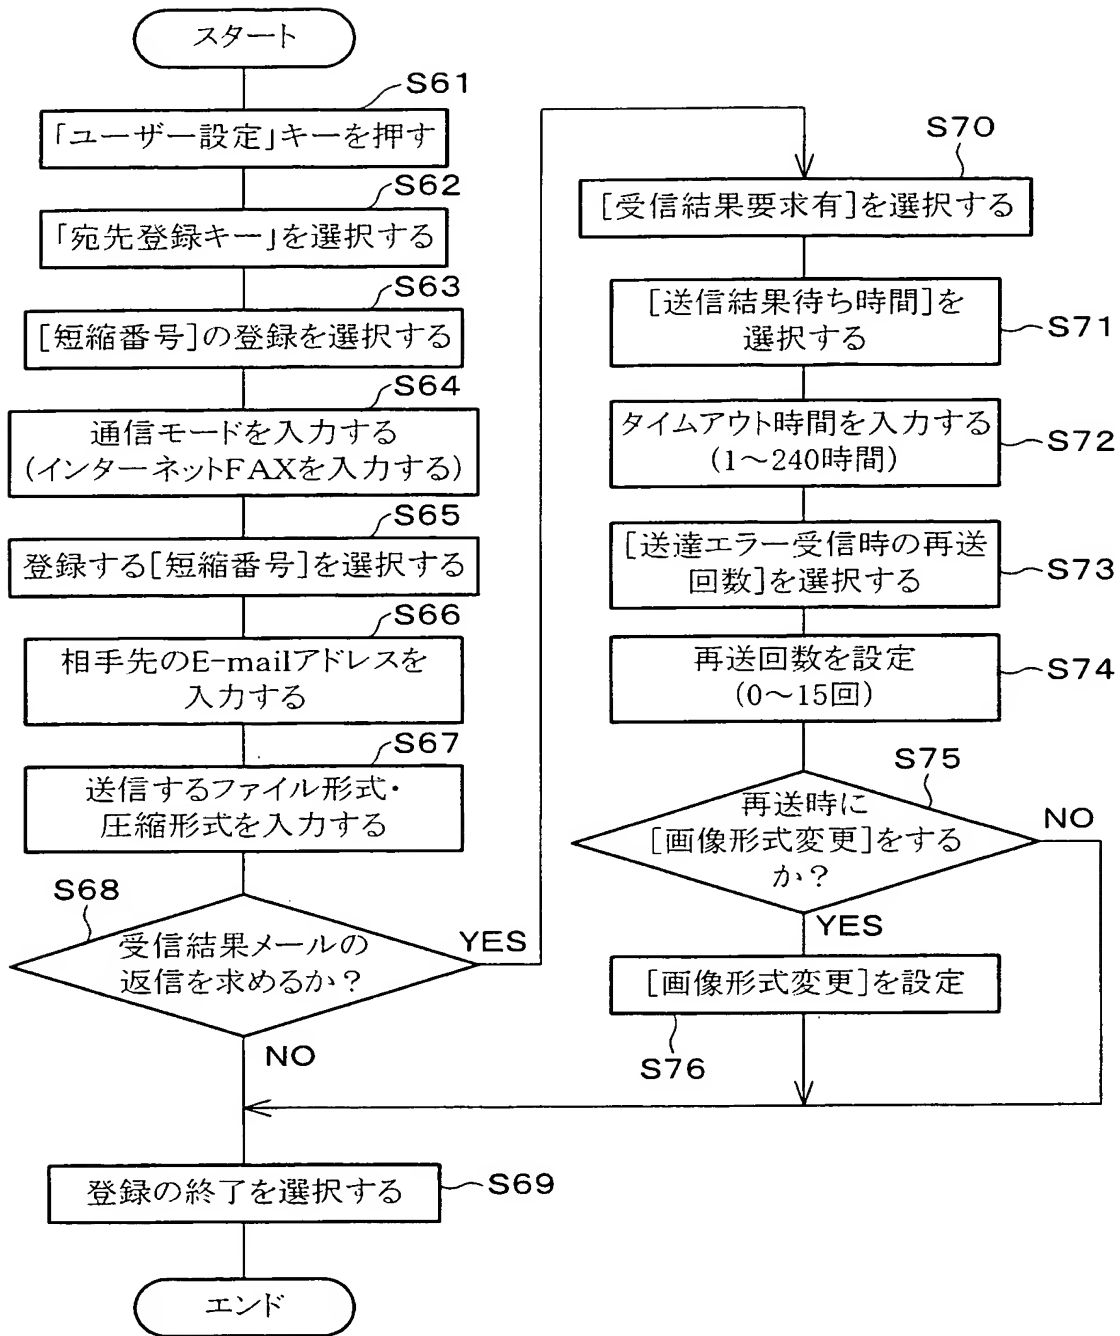 スタート
S61
「ユーザー設定」キーを押す
S62
「宛先登録キー」を選択する
S63
[短縮番号]の登録を選択する
S64
通信モードを入力する
(インターネットFAXを入力する)
S65
登録する[短縮番号]を選択する
S66
相手先のE-mailアドレスを
入力する
S67
送信するファイル形式・
圧縮形式を入力する
S68
受信結果メールの
返信を求めるか？
YES
NO
S70
[受信結果要求有]を選択する
[送信結果待ち時間]を
選択する
S71
タイムアウト時間を入力する
(1～240時間)
S72
[送達エラー受信時の再送
回数]を選択する
S73
再送回数を設定
(0～15回)
S74
S75
再送時に
[画像形式変更]をする
か？
NO
YES
[画像形式変更]を設定
S76
登録の終了を選択する
S69
エンド